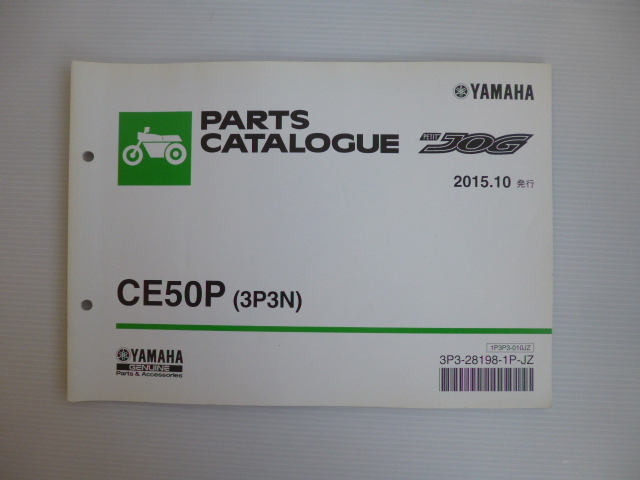 YAMAHA
PARTS
CATALOGUE
PETIT JOG
2015.10 発行
CE50P (3P3N)
YAMAHA
GENUINE
Parts & Accessories
1P3P3-010JZ
3P3-28198-1P-JZ